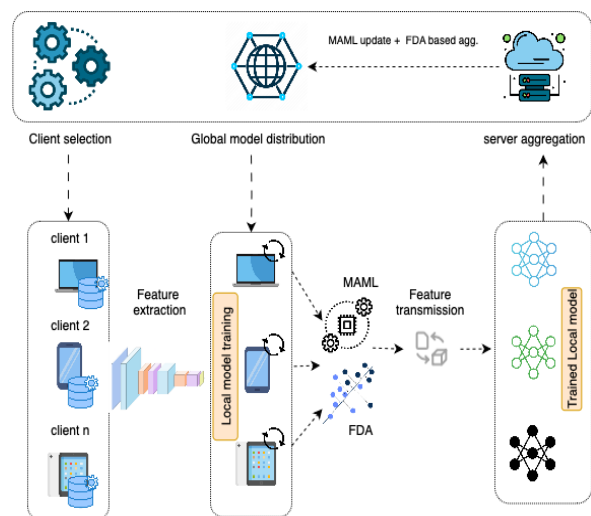 MAML update + FDA based agg.
Client selection
Global model distribution
server aggregation
client 1
client 2
client n
Feature
extraction
Local model training
MAML
FDA
Feature
transmission
Trained Local model